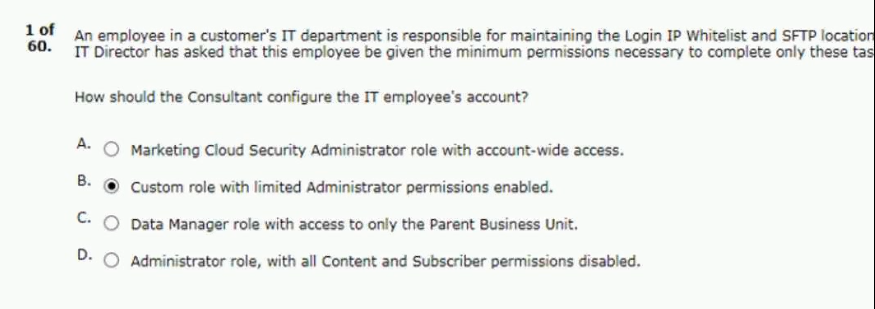 1 of
60.
An employee in a customer's IT department is responsible for maintaining the Login IP Whitelist and SFTP location
IT Director has asked that this employee be given the minimum permissions necessary to complete only these tas
How should the Consultant configure the IT employee's account?
A. Marketing Cloud Security Administrator role with account-wide access.
B. Custom role with limited Administrator permissions enabled.
C. Data Manager role with access to only the Parent Business Unit.
D. Administrator role, with all Content and Subscriber permissions disabled.